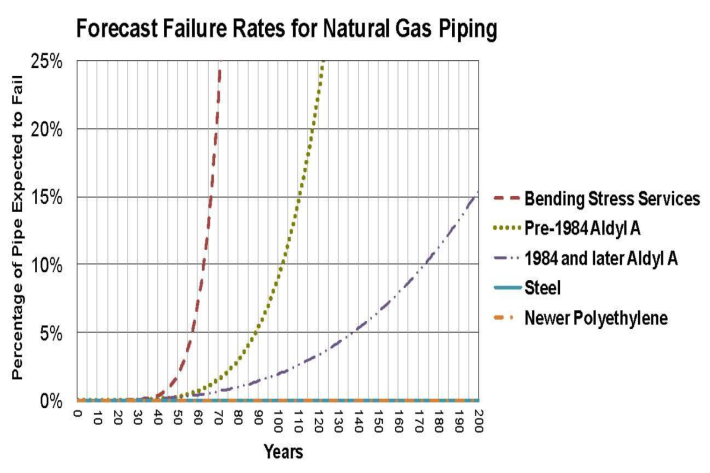 Forecast Failure Rates for Natural Gas Piping
Percentage of Pipe Expected to Fail
25%
20%
15%
10%
5%
0%
0 10 20 30 40 50 60 70 80 90 100 110 120 130 140 150 160 170 180 190 200
Years
Bending Stress Services
Pre-1984 Aldyl A
1984 and later Aldyl A
Steel
Newer Polyethylene